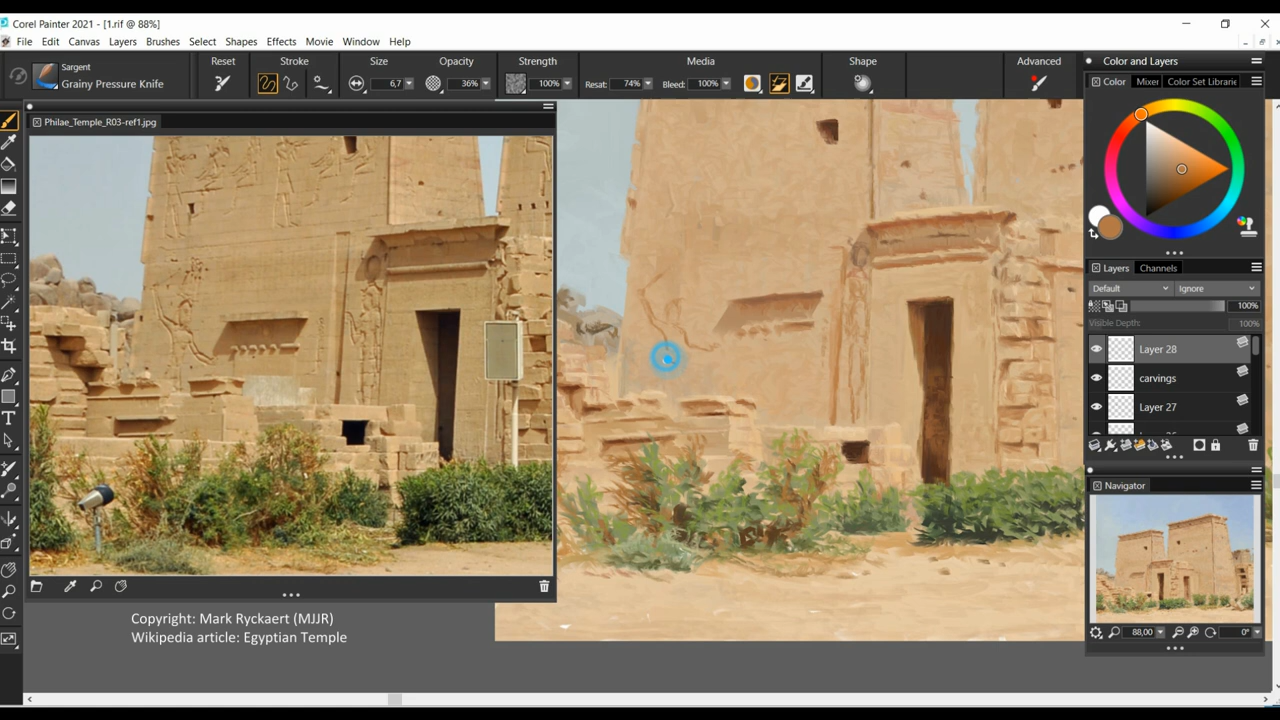 Corel Painter 2021 - [1.rif @ 88%]
File Edit Canvas Layers Brushes Select Shapes Effects Movie Window Help
Sargent
Grainy Pressure Knife
Reset
Stroke
Size
6,7
Opacity
36%
Strength
100%
Media
Resat: 74%
Bleed: 100%
Shape
Advanced
Color and Layers
Color Mixer Color Set Librarie
Philae_Temple_R03-ref1.jpg
Layers Channels
Default Ignore
100%
Visible Depth: 100%
Layer 28
carvings
Layer 27
Navigator
88,00 0°
Copyright: Mark Ryckaert (MJJR)
Wikipedia article: Egyptian Temple